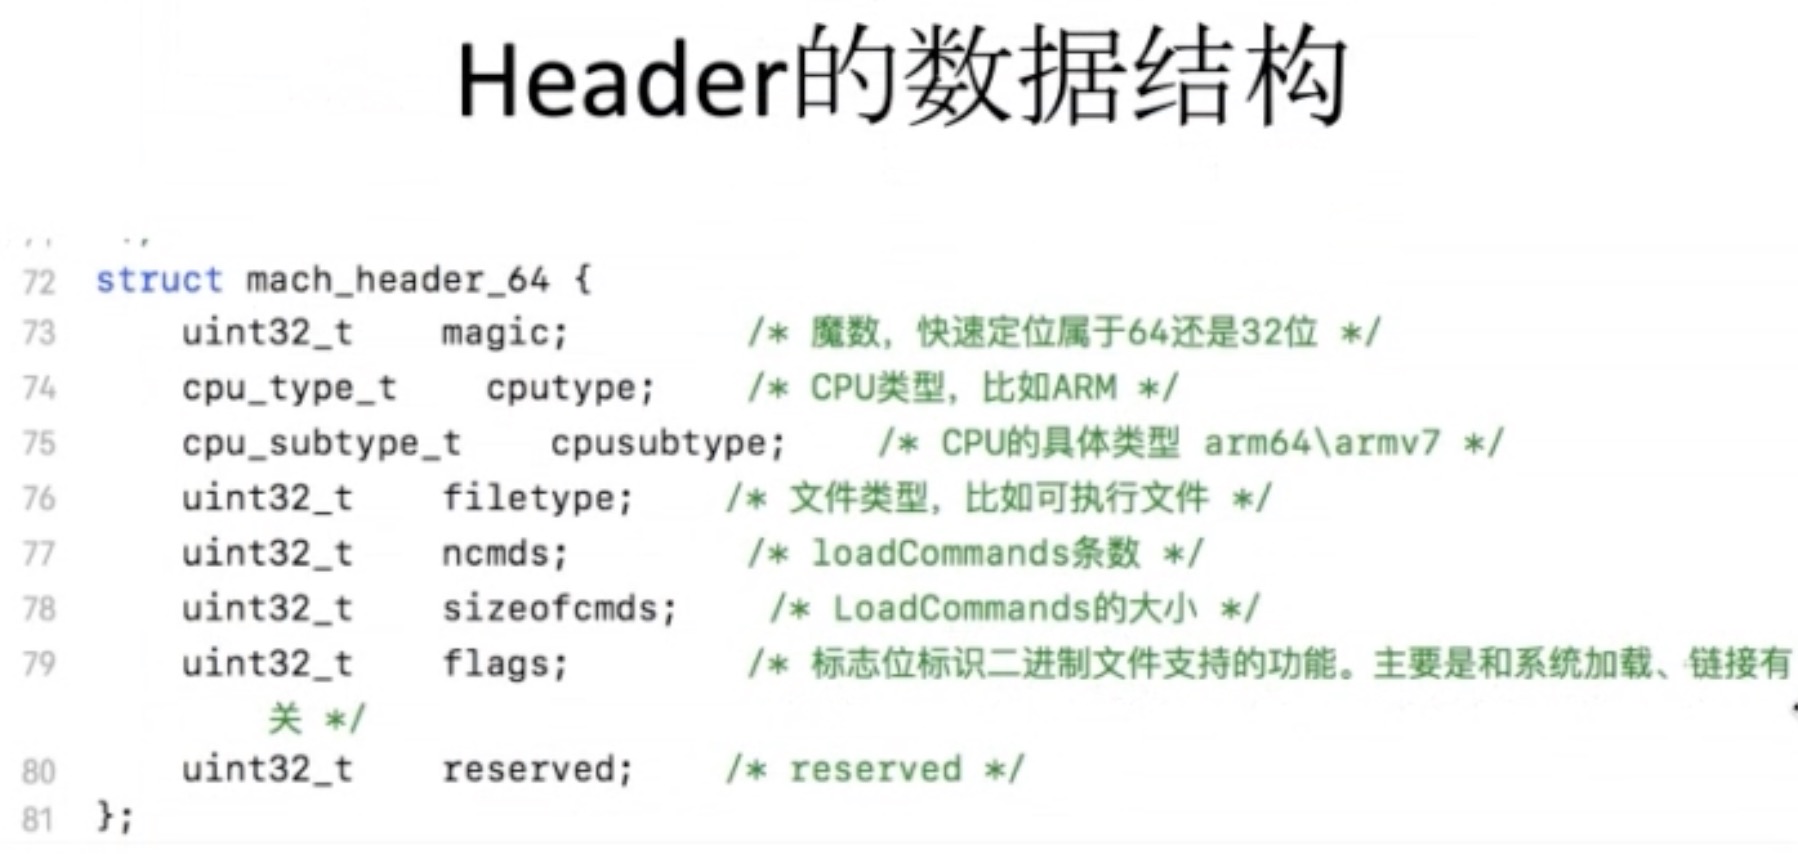 Header的数据结构
72 struct mach_header_64 {
73 uint32_t magic; /* 魔数，快速定位属于64还是32位 */
74 cpu_type_t cputype; /* CPU类型，比如ARM */
75 cpu_subtype_t cpusubtype; /* CPU的具体类型 arm64\armv7 */
76 uint32_t filetype; /* 文件类型，比如可执行文件 */
77 uint32_t ncmds; /* loadCommands条数 */
78 uint32_t sizeofcmds; /* LoadCommands的大小 */
79 uint32_t flags; /* 标志位标识二进制文件支持的功能。主要是和系统加载、链接有
关 */
80 uint32_t reserved; /* reserved */
81 };